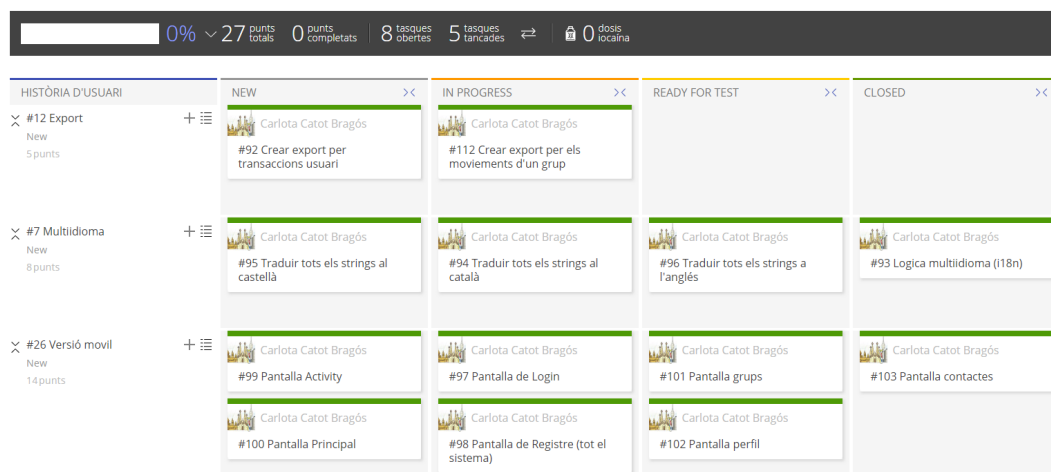 0% 27 punts totals 0 punts completats 8 tasques obertes 5 tasques tancades 0 dosis iocaína
HISTÒRIA D'USUARI NEW IN PROGRESS READY FOR TEST CLOSED
#12 Export
New
5 punts
Carlota Catot Bragós
#92 Crear export per
transaccions usuari
Carlota Catot Bragós
#112 Crear export per els
moviements d'un grup
#7 Multiidioma
New
8 punts
Carlota Catot Bragós
#95 Traduir tots els strings al
castellà
Carlota Catot Bragós
#94 Traduir tots els strings al
català
Carlota Catot Bragós
#96 Traduir tots els strings a
l'anglés
Carlota Catot Bragós
#93 Logica multiidioma (i18n)
#26 Versió movil
New
14 punts
Carlota Catot Bragós
#99 Pantalla Activity
Carlota Catot Bragós
#100 Pantalla Principal
Carlota Catot Bragós
#97 Pantalla de Login
Carlota Catot Bragós
#98 Pantalla de Registre (tot el
sistema)
Carlota Catot Bragós
#101 Pantalla grups
Carlota Catot Bragós
#102 Pantalla perfil
Carlota Catot Bragós
#103 Pantalla contactes